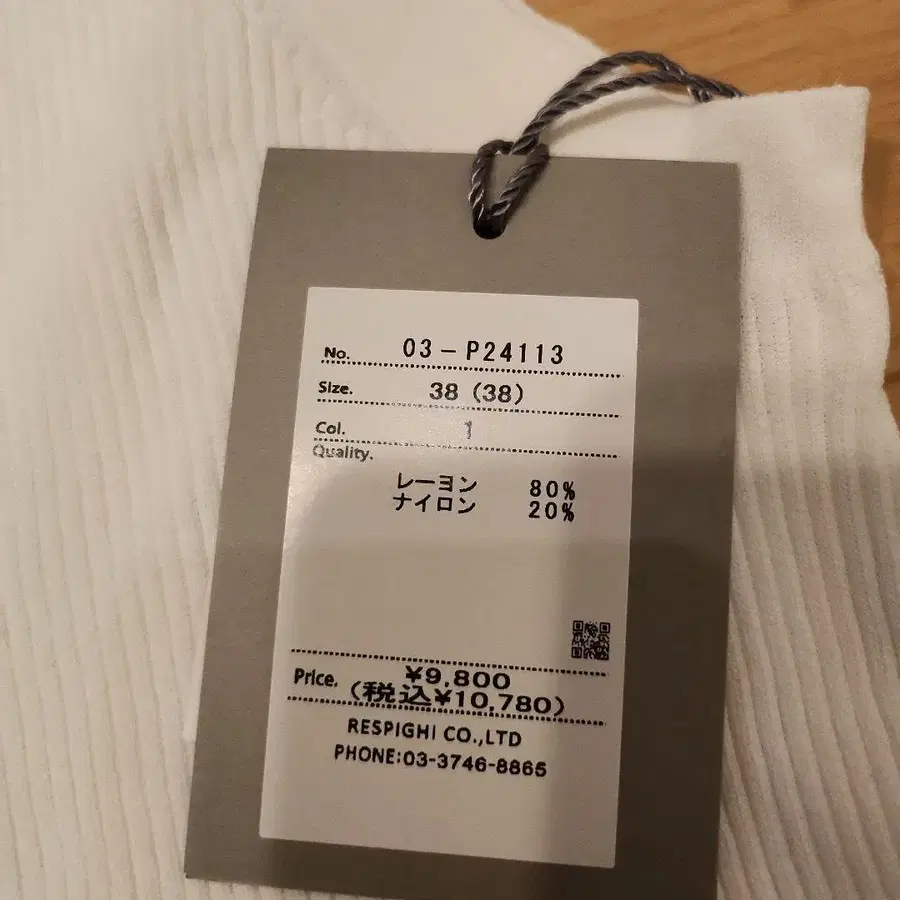 No. 03-P24113
Size. 38 (38)
Col. 1
Quality.
レーヨン 80%
ナイロン 20%
Price. ¥9,800
(税込¥10,780)
RESPIGHI CO.,LTD
PHONE:03-3746-8865